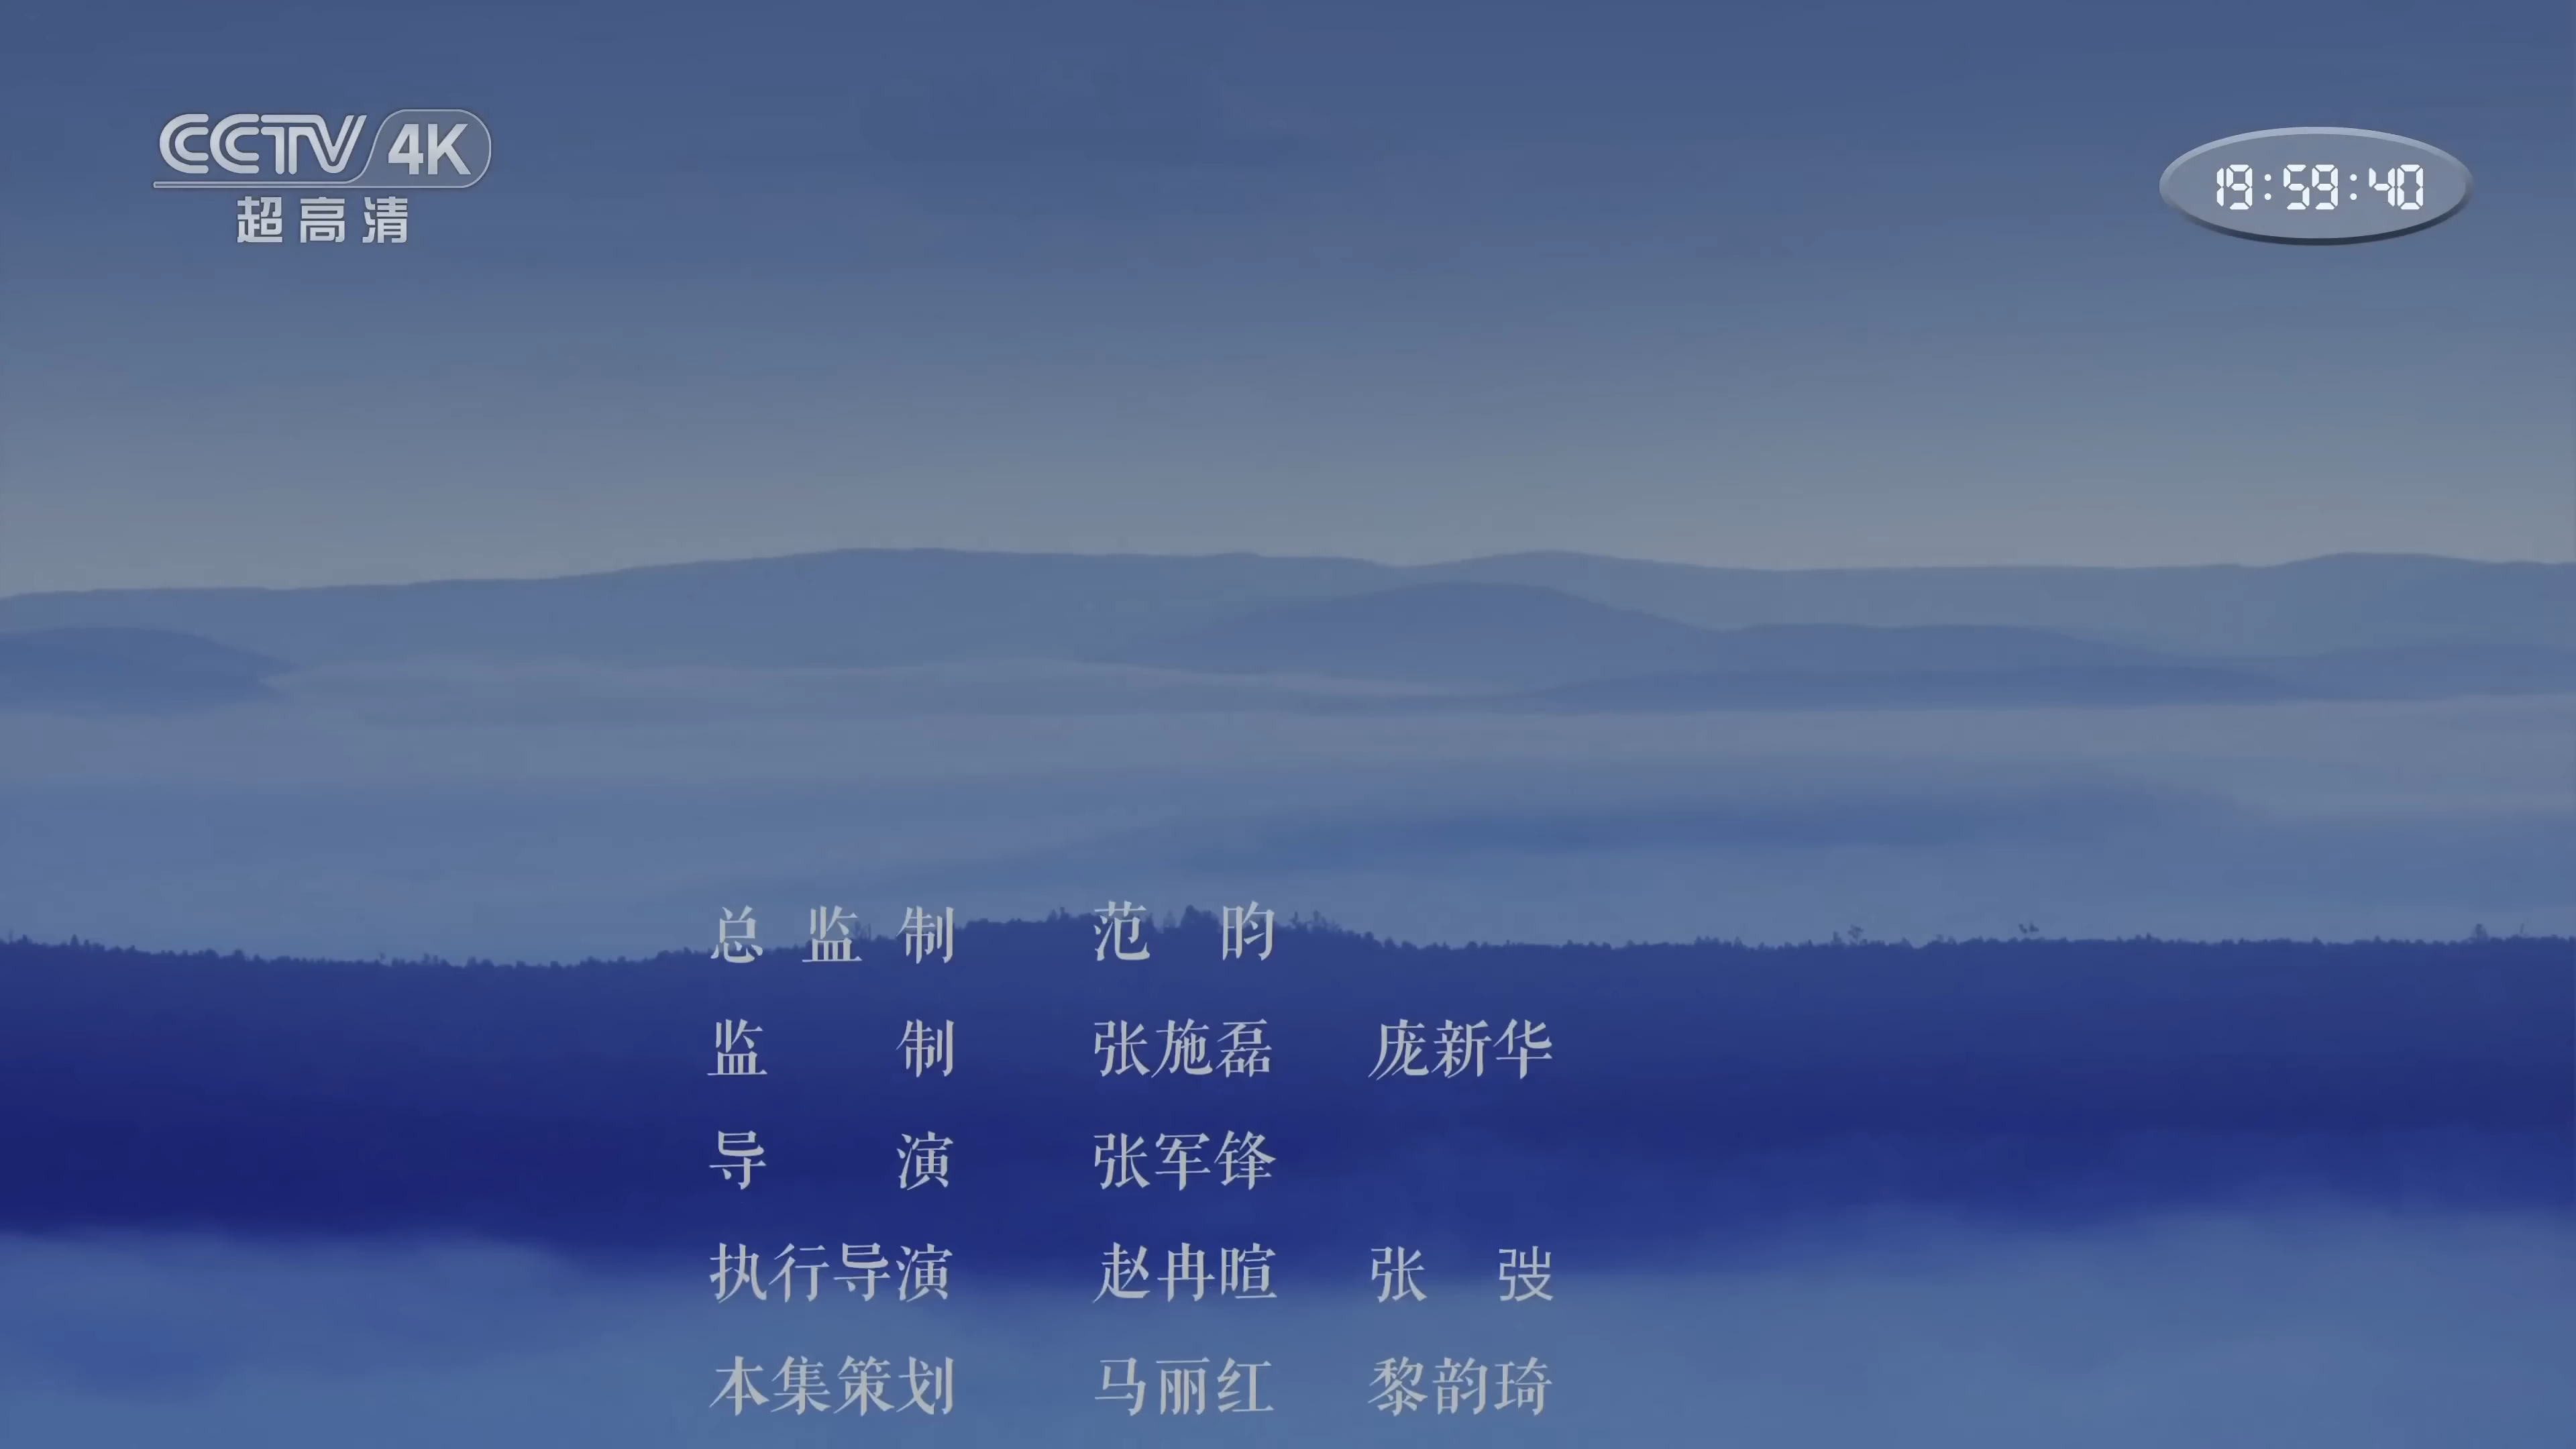 CCTV 4K
超高清
19:59:40
总监制 范昀
监制 张施磊 庞新华
导演 张军锋
执行导演 赵冉暄 张弢
本集策划 马丽红 黎韵琦